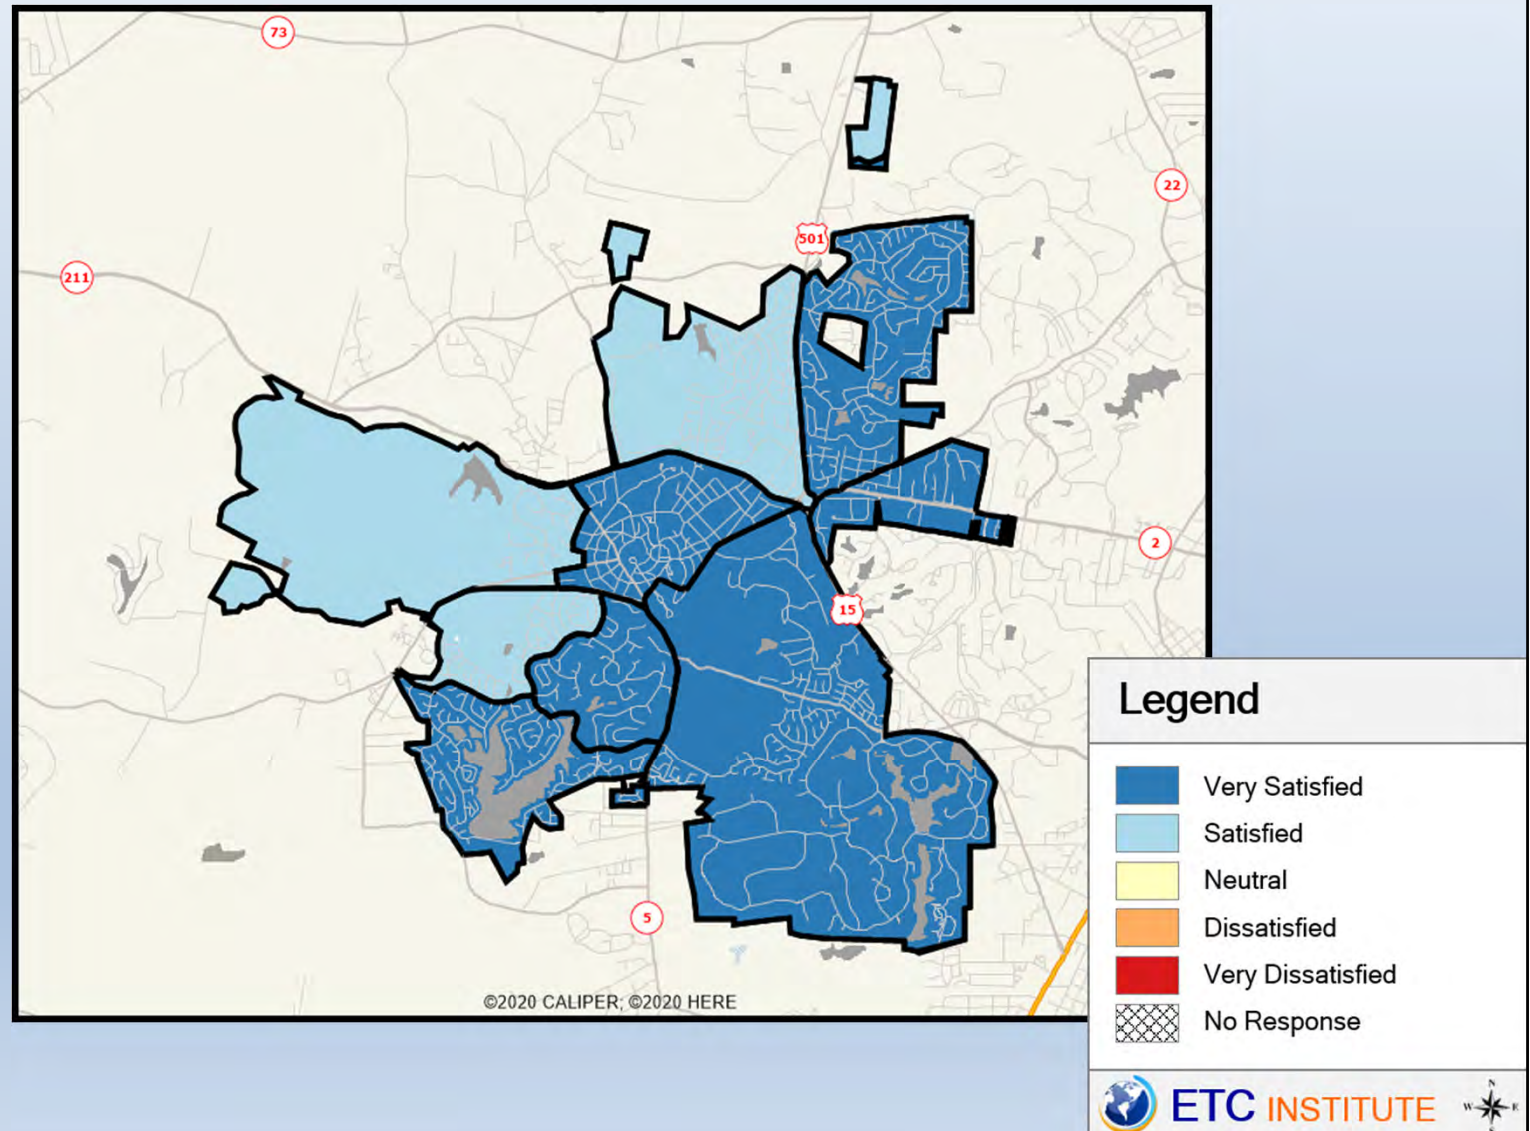 73
22
501
211
2
15
5
©2020 CALIPER; ©2020 HERE
Legend
Very Satisfied
Satisfied
Neutral
Dissatisfied
Very Dissatisfied
No Response
ETC INSTITUTE
N
W E
S